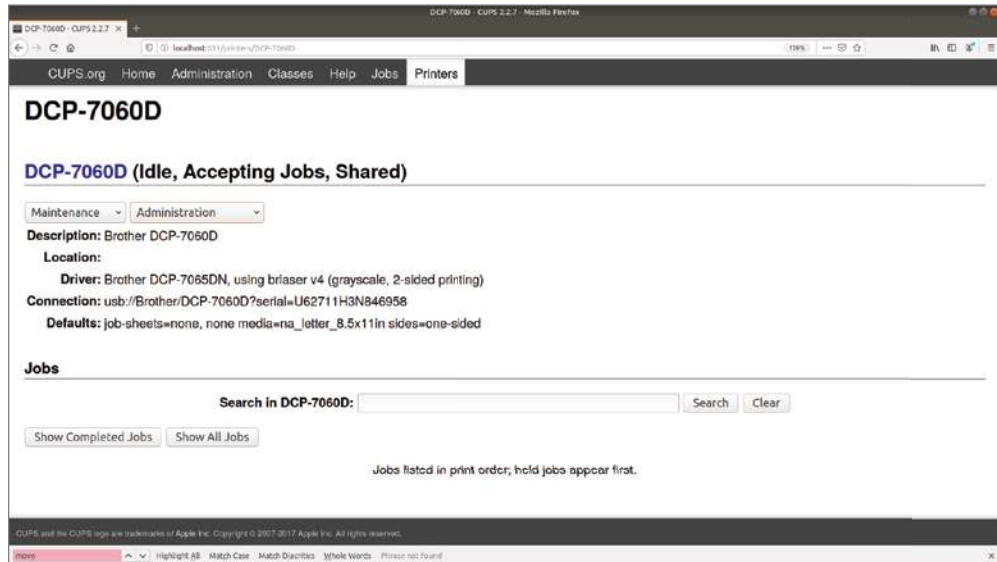 DCP-7060D - CUPS 2.2.7 - Mozilla Firefox
DCP-7060D - CUPS 2.2.7
localhost:631/printers/DCP-7060D
CUPS.org Home Administration Classes Help Jobs Printers
DCP-7060D
DCP-7060D (Idle, Accepting Jobs, Shared)
Maintenance Administration
Description: Brother DCP-7060D
Location:
Driver: Brother DCP-7065DN, using brlaser v4 (grayscale, 2-sided printing)
Connection: usb://Brother/DCP-7060D?serial=U62711H3N846958
Defaults: job-sheets=none, none media=na_letter_8.5x11in sides=one-sided
Jobs
Search in DCP-7060D: Search Clear
Show Completed Jobs Show All Jobs
Jobs listed in print order; held jobs appear first.
CUPS and the CUPS logo are trademarks of Apple Inc. Copyright © 2007-2017 Apple Inc. All rights reserved.
move Highlight All Match Case Match Diacritics Whole Words Phrase not found